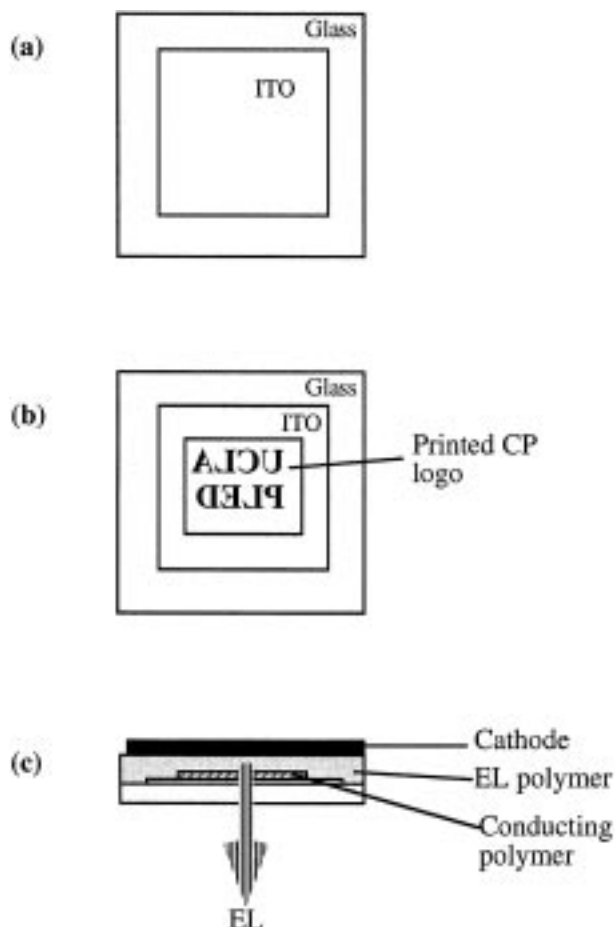 (a)
Glass
ITO
(b)
Glass
ITO
UCLA
PLED
Printed CP
logo
(c)
Cathode
EL polymer
Conducting
polymer
EL